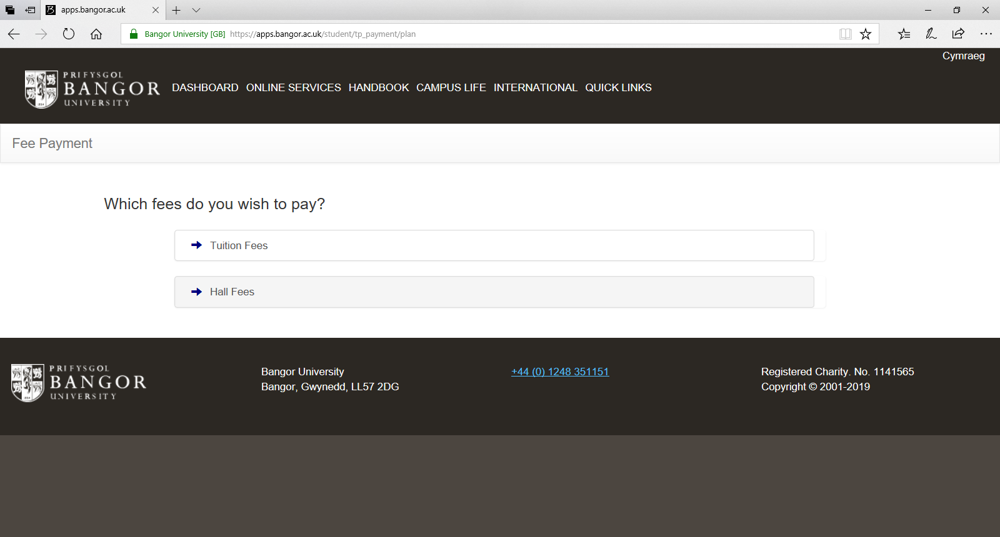 apps.bangor.ac.uk
Bangor University [GB] https://apps.bangor.ac.uk/student/tp_payment/plan
Cymraeg
PRIFYSGOL
BANGOR
UNIVERSITY
DASHBOARD ONLINE SERVICES HANDBOOK CAMPUS LIFE INTERNATIONAL QUICK LINKS
Fee Payment
Which fees do you wish to pay?
Tuition Fees
Hall Fees
PRIFYSGOL
BANGOR
UNIVERSITY
Bangor University
Bangor, Gwynedd, LL57 2DG
+44 (0) 1248 351151
Registered Charity. No. 1141565
Copyright © 2001-2019